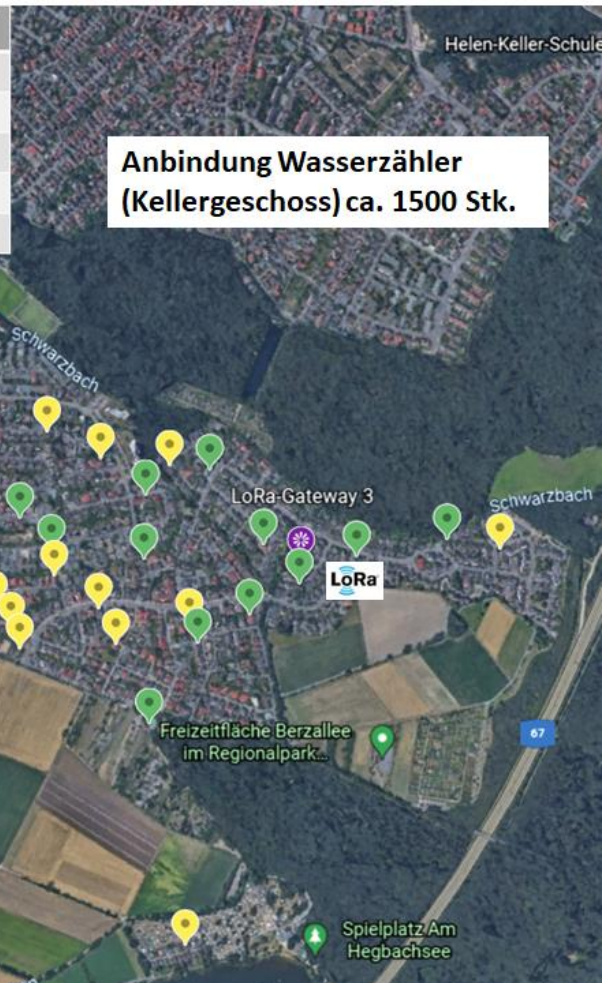 Helen-Keller-Schule
Anbindung Wasserzähler
(Kellergeschoss) ca. 1500 Stk.
Schwarzbach
LoRa-Gateway 3
Schwarzbach
LoRa
67
Freizeitfläche Berzallee
im Regionalpark...
Spielplatz Am
Hegbachsee